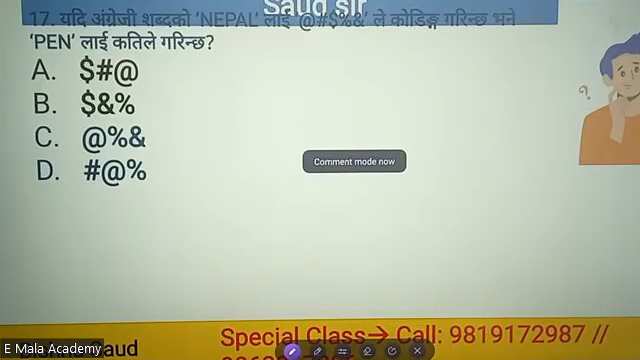 Saud sir
17. यदि अंग्रेजी शब्दको ‘NEPAL’ लाई ‘@#$%&’ ले कोडिङ्ग गरिन्छ भने
‘PEN’ लाई कतिले गरिन्छ?
A. $#@
B. $&%
C. @%&
D. #@%
?
Comment mode now
Special Class→ Call: 9819172987 //
E Mala Academy
aud